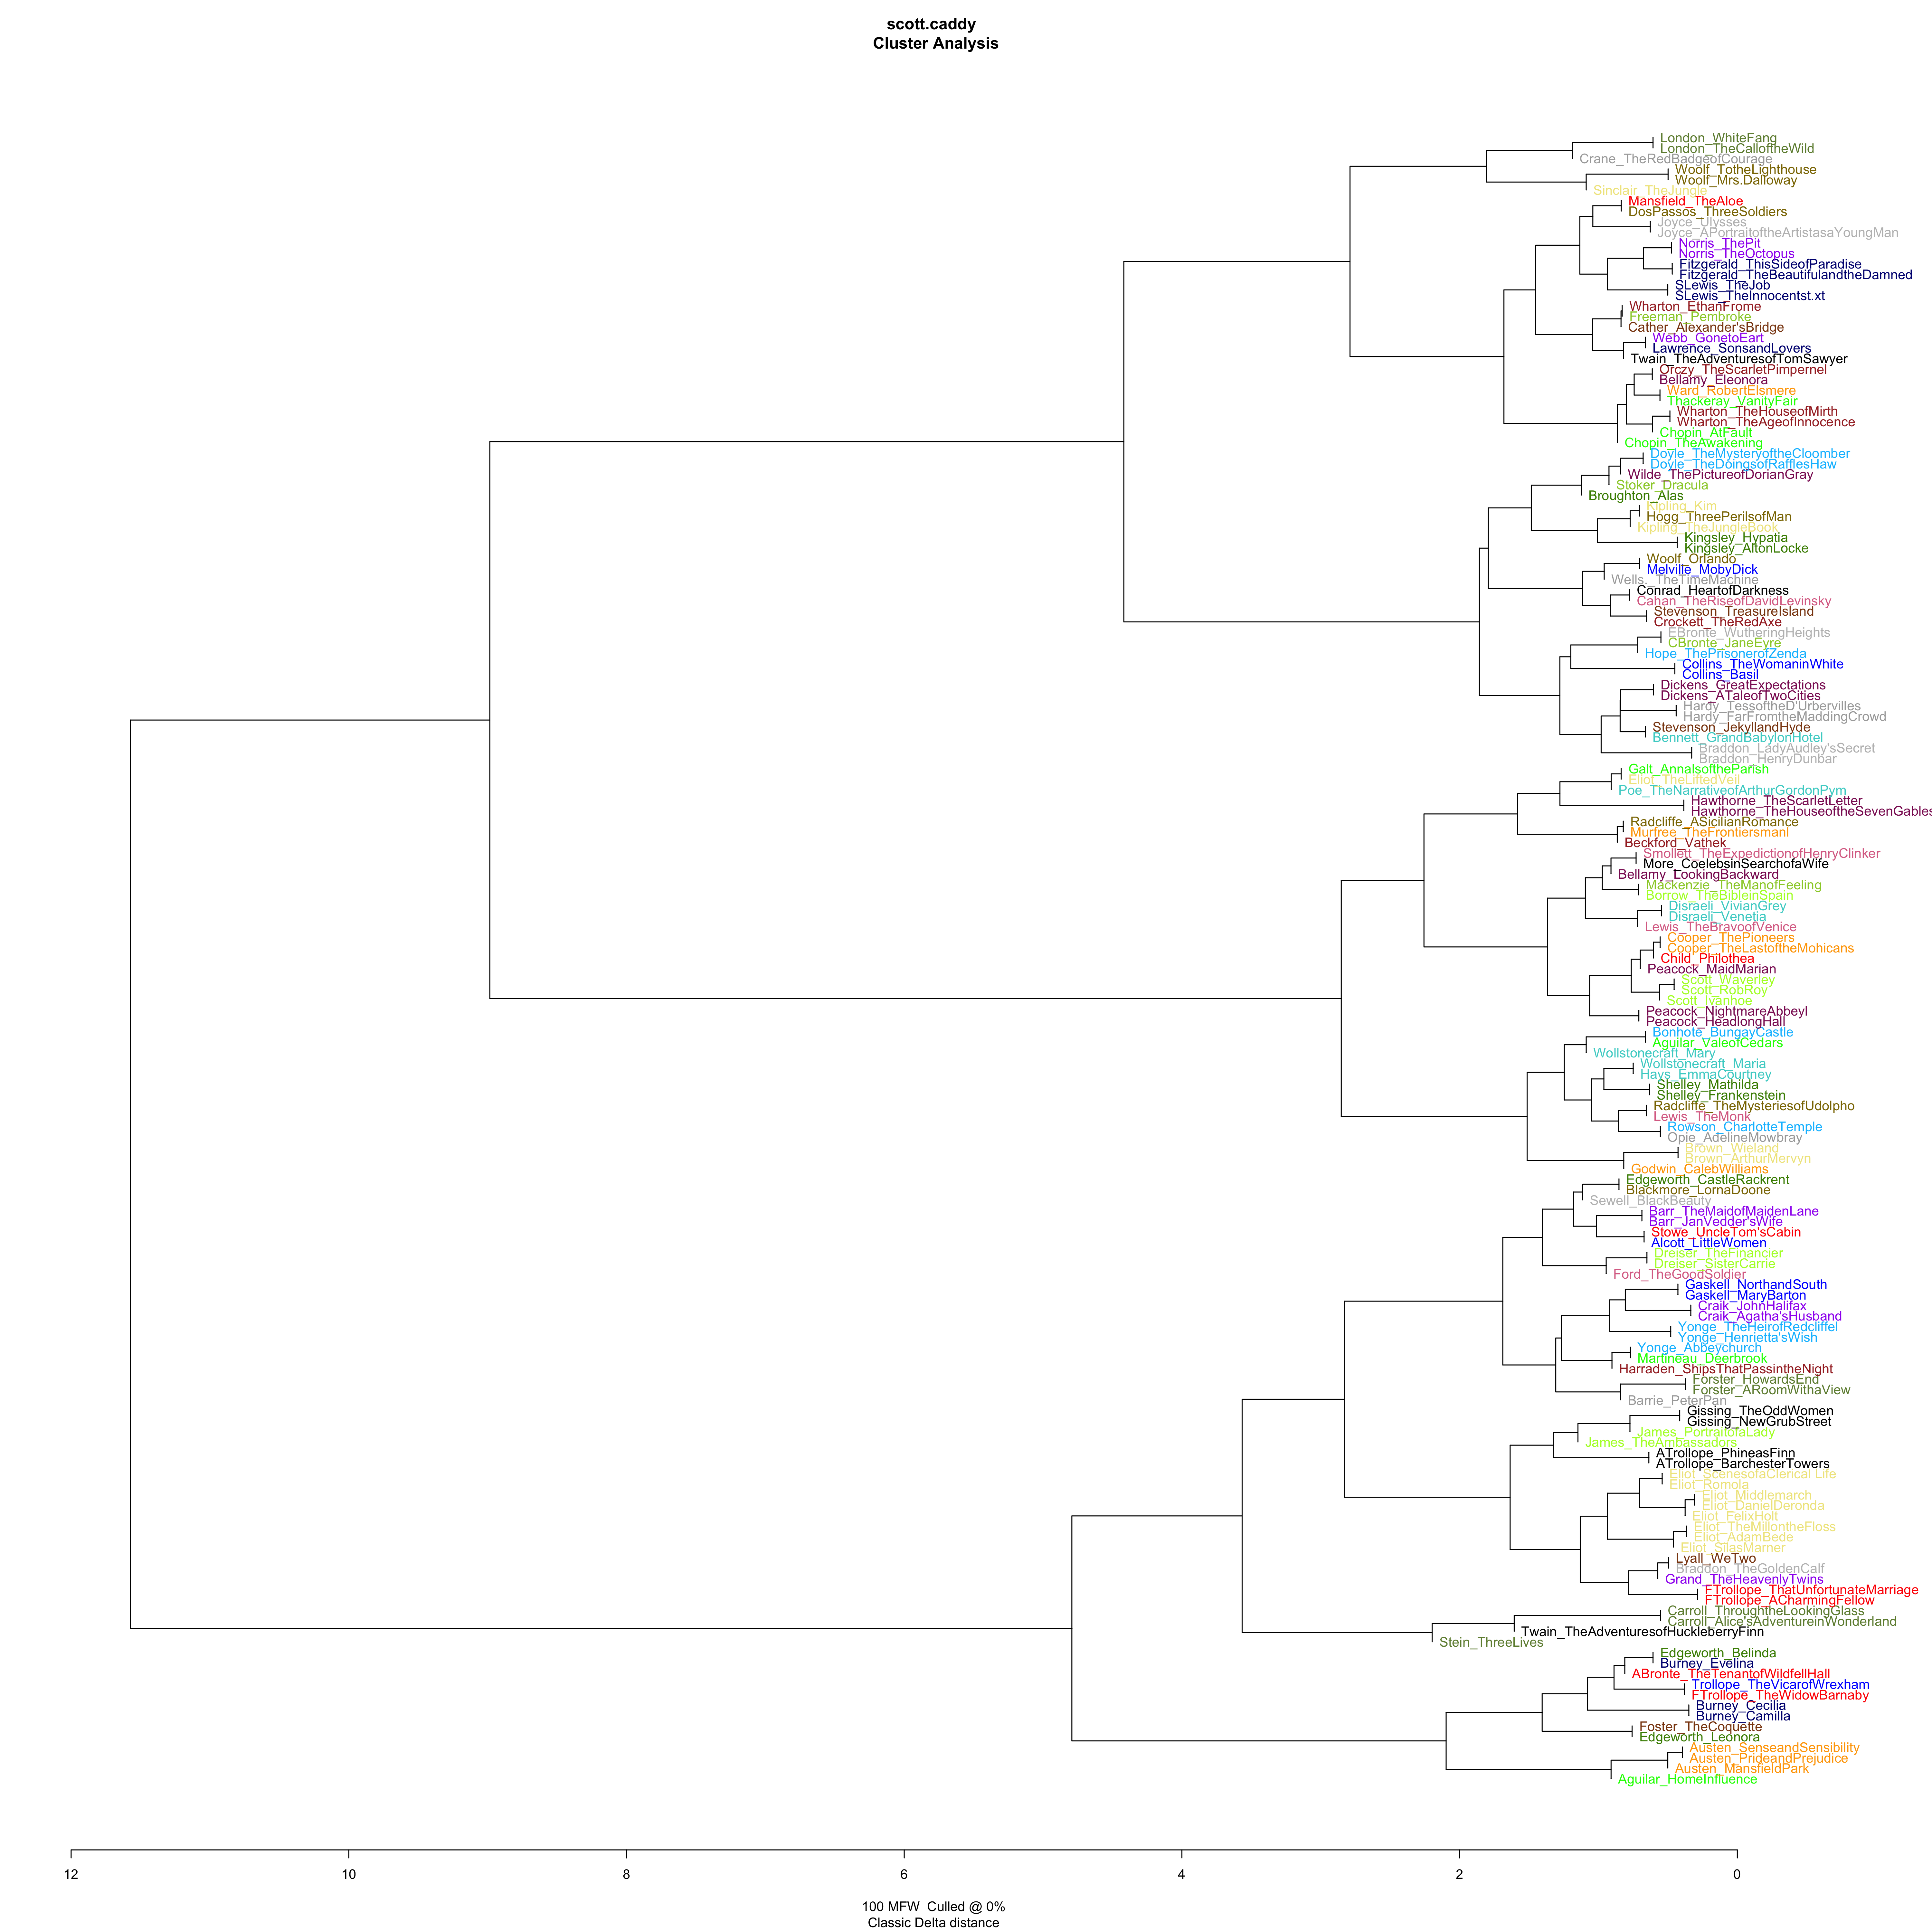 scott.caddy
Cluster Analysis
London_WhiteFang
London_TheCalloftheWild
Crane_TheRedBadgeofCourage
Woolf_TotheLighthouse
Woolf_Mrs.Dalloway
Sinclair_TheJungle
Mansfield_TheAloe
DosPassos_ThreeSoldiers
Joyce_Ulysses
Joyce_APortraitoftheArtistasaYoungMan
Norris_ThePit
Norris_TheOctopus
Fitzgerald_ThisSideofParadise
Fitzgerald_TheBeautifulandtheDamned
SLewis_TheJob
SLewis_TheInnocentst.xt
Wharton_EthanFrome
Freeman_Pembroke
Cather_Alexander'sBridge
Webb_GonetoEart
Lawrence_SonsandLovers
Twain_TheAdventuresofTomSawyer
Orczy_TheScarletPimpernel
Bellamy_Eleonora
Ward_RobertElsmere
Thackeray_VanityFair
Wharton_TheHouseofMirth
Wharton_TheAgeofInnocence
Chopin_AtFault
Chopin_TheAwakening
Doyle_TheMysteryoftheCloomber
Doyle_TheDoingsofRafflesHaw
Wilde_ThePictureofDorianGray
Stoker_Dracula
Broughton_Alas
Kipling_Kim
Hogg_ThreePerilsofMan
Kipling_TheJungleBook
Kingsley_Hypatia
Kingsley_AltonLocke
Woolf_Orlando
Melville_MobyDick
Wells._TheTimeMachine
Conrad_HeartofDarkness
Cahan_TheRiseofDavidLevinsky
Stevenson_TreasureIsland
Crockett_TheRedAxe
EBronte_WutheringHeights
CBronte_JaneEyre
Hope_ThePrisonerofZenda
Collins_TheWomaninWhite
Collins_Basil
Dickens_GreatExpectations
Dickens_ATaleofTwoCities
Hardy_TessoftheD'Urbervilles
Hardy_FarFromtheMaddingCrowd
Stevenson_JekyllandHyde
Bennett_GrandBabylonHotel
Braddon_LadyAudley'sSecret
Braddon_HenryDunbar
Galt_AnnalsoftheParish
Eliot_TheLiftedVeil
Poe_TheNarrativeofArthurGordonPym
Hawthorne_TheScarletLetter
Hawthorne_TheHouseoftheSevenGables
Radcliffe_ASicilianRomance
Murfree_TheFrontiersmanl
Beckford_Vathek
Smollett_TheExpeditionofHenryClinker
More_CoelebsinSearchofaWife
Bellamy_LookingBackward
Mackenzie_TheManofFeeling
Borrow_TheBibleinSpain
Disraeli_VivianGrey
Disraeli_Venetia
Lewis_TheBravoofVenice
Cooper_ThePioneers
Cooper_TheLastoftheMohicans
Child_Philothea
Peacock_MaidMarian
Scott_Waverley
Scott_RobRoy
Scott_Ivanhoe
Peacock_NightmareAbbeyl
Peacock_HeadlongHall
Bonhote_BungayCastle
Aguilar_ValeofCedars
Wollstonecraft_Mary
Wollstonecraft_Maria
Hays_EmmaCourtney
Shelley_Mathilda
Shelley_Frankenstein
Radcliffe_TheMysteriesofUdolpho
Lewis_TheMonk
Rowson_CharlotteTemple
Opie_AdelineMowbray
Brown_Wieland
Brown_ArthurMervyn
Godwin_CalebWilliams
Edgeworth_CastleRackrent
Blackmore_LornaDoone
Sewell_BlackBeauty
Barr_TheMaidofMaidenLane
Barr_JanVedder'sWife
Stowe_UncleTom'sCabin
Alcott_LittleWomen
Dreiser_TheFinancier
Dreiser_SisterCarrie
Ford_TheGoodSoldier
Gaskell_NorthandSouth
Gaskell_MaryBarton
Craik_JohnHalifax
Craik_Agatha'sHusband
Yonge_TheHeirofRedcliffel
Yonge_Henrietta'sWish
Yonge_Abbeychurch
Martineau_Deerbrook
Harraden_ShipsThatPassintheNight
Forster_HowardsEnd
Forster_ARoomWithaView
Barrie_PeterPan
Gissing_TheOddWomen
Gissing_NewGrubStreet
James_PortraitofaLady
James_TheAmbassadors
ATrollope_PhineasFinn
ATrollope_BarchesterTowers
Eliot_ScenesofaClerical Life
Eliot_Romola
Eliot_Middlemarch
Eliot_DanielDeronda
Eliot_FelixHolt
Eliot_TheMillontheFloss
Eliot_AdamBede
Eliot_SilasMarner
Lyall_WeTwo
Braddon_TheGoldenCalf
Grand_TheHeavenlyTwins
FTrollope_ThatUnfortunateMarriage
FTrollope_ACharmingFellow
Carroll_ThroughtheLookingGlass
Carroll_Alice'sAdventureinWonderland
Twain_TheAdventuresofHuckleberryFinn
Stein_ThreeLives
Edgeworth_Belinda
Burney_Evelina
ABronte_TheTenantofWildfellHall
Trollope_TheVicarofWrexham
FTrollope_TheWidowBarnaby
Burney_Cecilia
Burney_Camilla
Foster_TheCoquette
Edgeworth_Leonora
Austen_SenseandSensibility
Austen_PrideandPrejudice
Austen_MansfieldPark
Aguilar_HomeInfluence
12 10 8 6 4 2 0
100 MFW  Culled @ 0%
Classic Delta distance